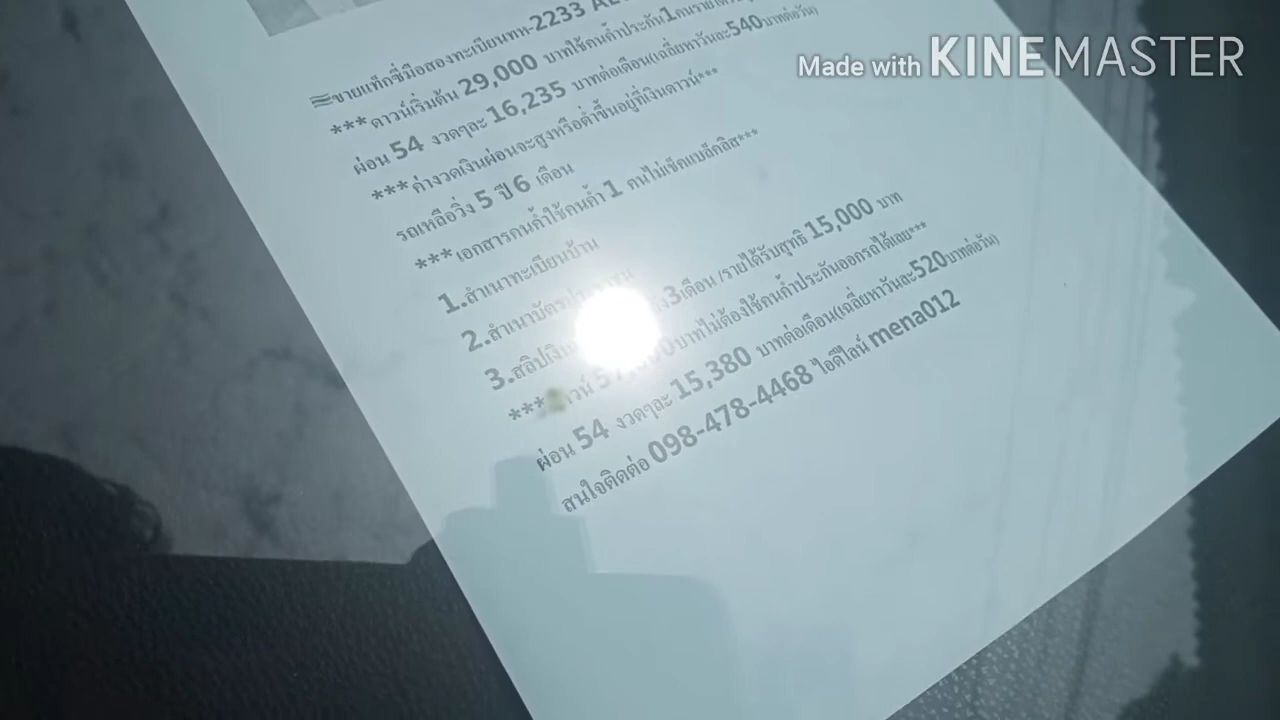 Made with KINEMASTER
ขายแท็กซี่มือสองทะเบียนทท-2233
*** ดาวน์เริ่มต้น 29,000 บาทใช้คนค้ำประกัน1คน
ผ่อน 54 งวดๆละ 16,235 บาทต่อเดือน(เฉลี่ยหาวันละ540บาทต่อวัน)
*** ค่างวดเงินผ่อนจะสูงหรือต่ำขึ้นอยู่ที่เงินดาวน์***
รถเหลือวิ่ง 5 ปี 6 เดือน
*** เอกสารคนค้ำใช้คนค้ำ 1 คนไม่เช็คแบล็คลิส***
1.สำเนาทะเบียนบ้าน
2.สำเนาบัตร
3.สลิปเงิน 3เดือน /รายได้รับสุทธิ 15,000 บาท
*** ดาวน์ บาทไม่ต้องใช้คนค้ำประกันออกรถได้เลย***
ผ่อน 54 งวดๆละ 15,380 บาทต่อเดือน(เฉลี่ยหาวันละ520บาทต่อวัน)
สนใจติดต่อ 098-478-4468 ไอดีไลน์ mena012